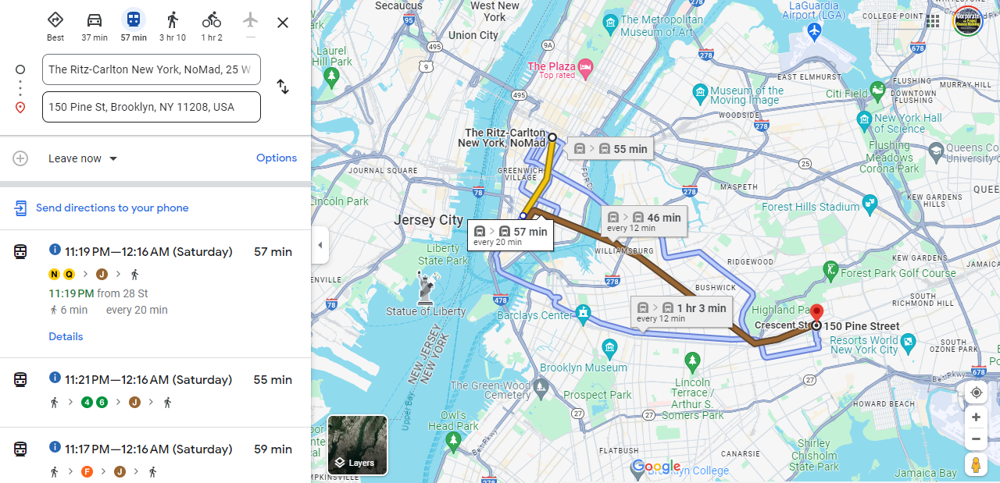 Best
37 min
57 min
3 hr 10
1 hr 2
—
The Ritz-Carlton New York, NoMad, 25 W
150 Pine St, Brooklyn, NY 11208, USA
Leave now
Options
Send directions to your phone
11:19 PM—12:16 AM (Saturday) 57 min
N Q J
11:19 PM from 28 St
6 min every 20 min
Details
11:21 PM—12:16 AM (Saturday) 55 min
4 6 J
11:17 PM—12:16 AM (Saturday) 59 min
F J
Secaucus
West New
York
LaGuardia
Airport (LGA)
COLLEGE POINT
95
The Metropolitan
Museum of Art
Union City
495
9A
278
678
Laurel
Hill Park
9
The Plaza
Top rated
EAST ELMHURST
FLUSHING
MURRAY HILL
Citi Field
DOWNTOWN
FLUSHING
495
Museum of the
Moving Image
WOODSIDE
278
New York Hall
of Science
The Ritz-Carlton
New York, NoMad
55 min
Flushing
Meadows
Corona Park
Queens Co
University o
25
JOURNAL SQUARE
GREENWICH
VILLAGE
FDR D
78
278
MASPETH
QUEE
KEW GARDENS
HILLS
Lincoln Park
Forest Hills Stadium
Jersey City
46 min
every 12 min
57 min
every 20 min
Liberty
State Park
WILLIAMSBURG
RIDGEWOOD
KEW GARDENS
JAMAICA
Forest Park Golf Course
ENVILLE
278
BUSHWICK
SOUTH
RICHMOND HILL
78
478
Statue of Liberty
1 hr 3 min
every 12 min
Highland Pa
Barclays Center
Crescent St
150 Pine Street
Resorts World
New York City
SOUTH
OZONE PARK
NEW JERSEY
NEW YORK
Brooklyn Museum
678
27
The Green-Wood
Cemetery
Prospect Park
Lincoln
Terrace /
Arthur S.
Somers Park
HOWARD BEACH
Upper Bay
Owl's
Head Park
27
27
Belt Pkwy
FLATBUSH
CANARSIE
Shirley
Chisholm
State Park
Layers
MPKINSVILLE
278
Google
Brooklyn College
Jamaica Bay